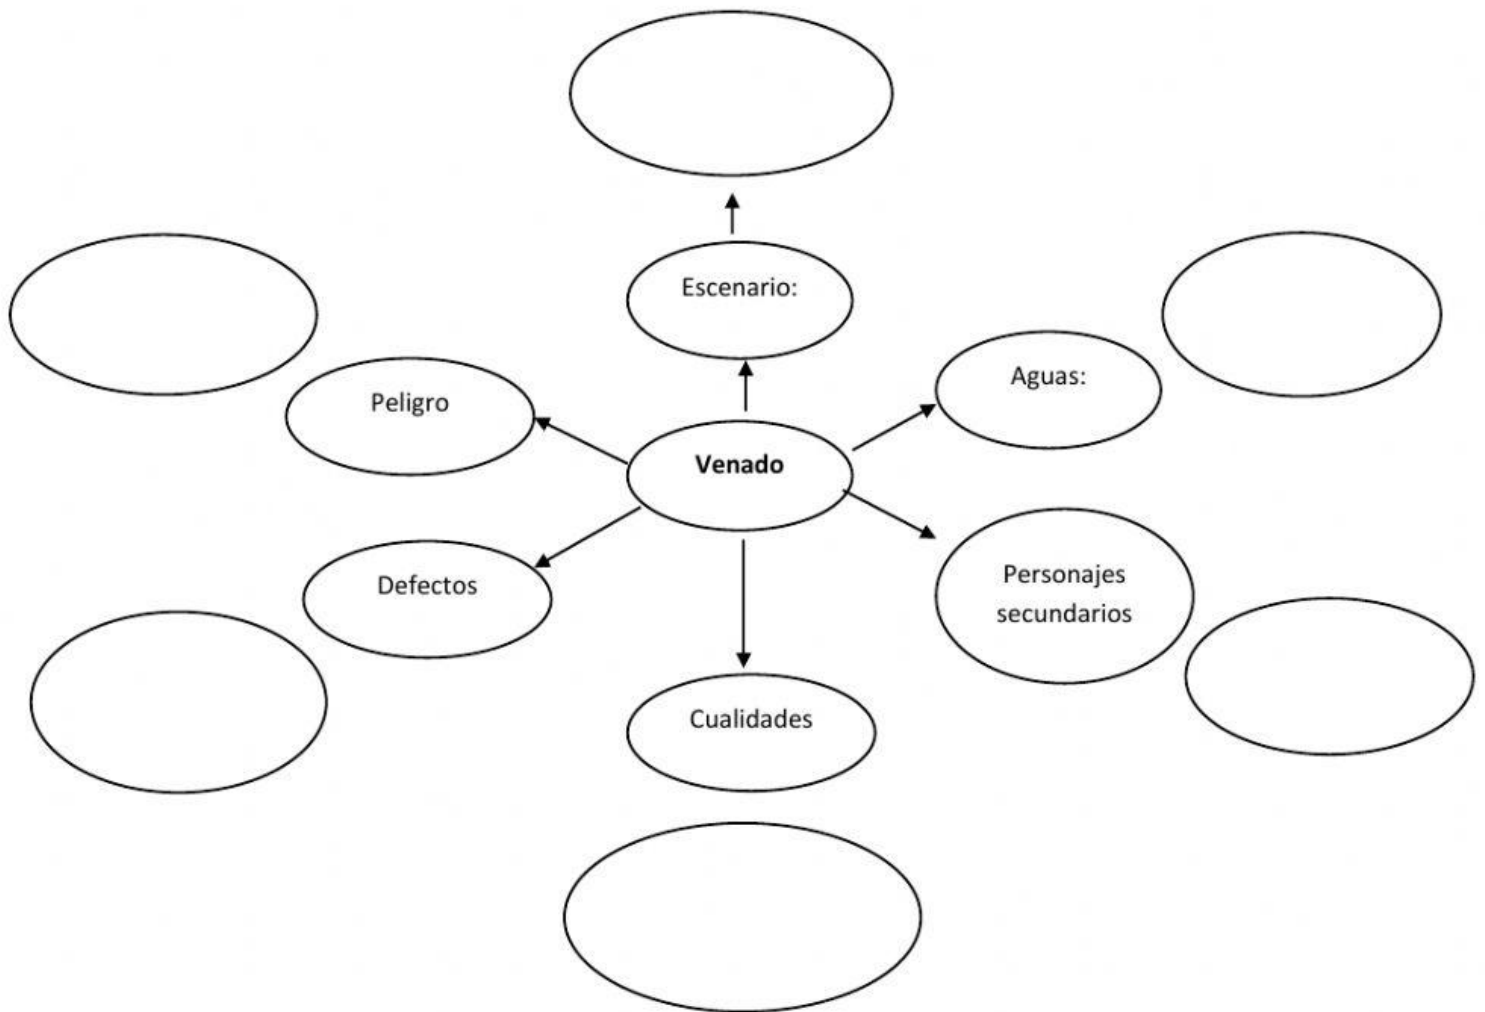 Escenario:
Aguas:
Peligro
Venado
Personajes
secundarios
Defectos
Cualidades